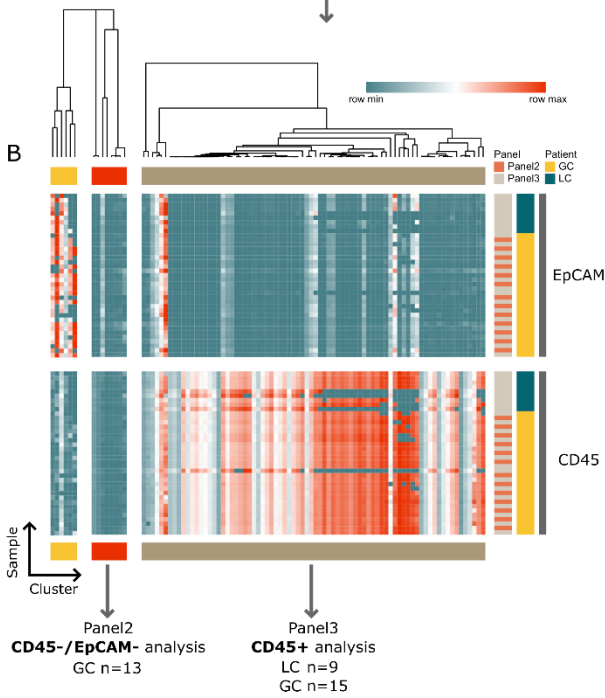 row min row max
B
Panel Patient
Panel2 GC
Panel3 LC
EpCAM
CD45
Sample
Cluster
Panel2
CD45-/EpCAM- analysis
GC n=13
Panel3
CD45+ analysis
LC n=9
GC n=15